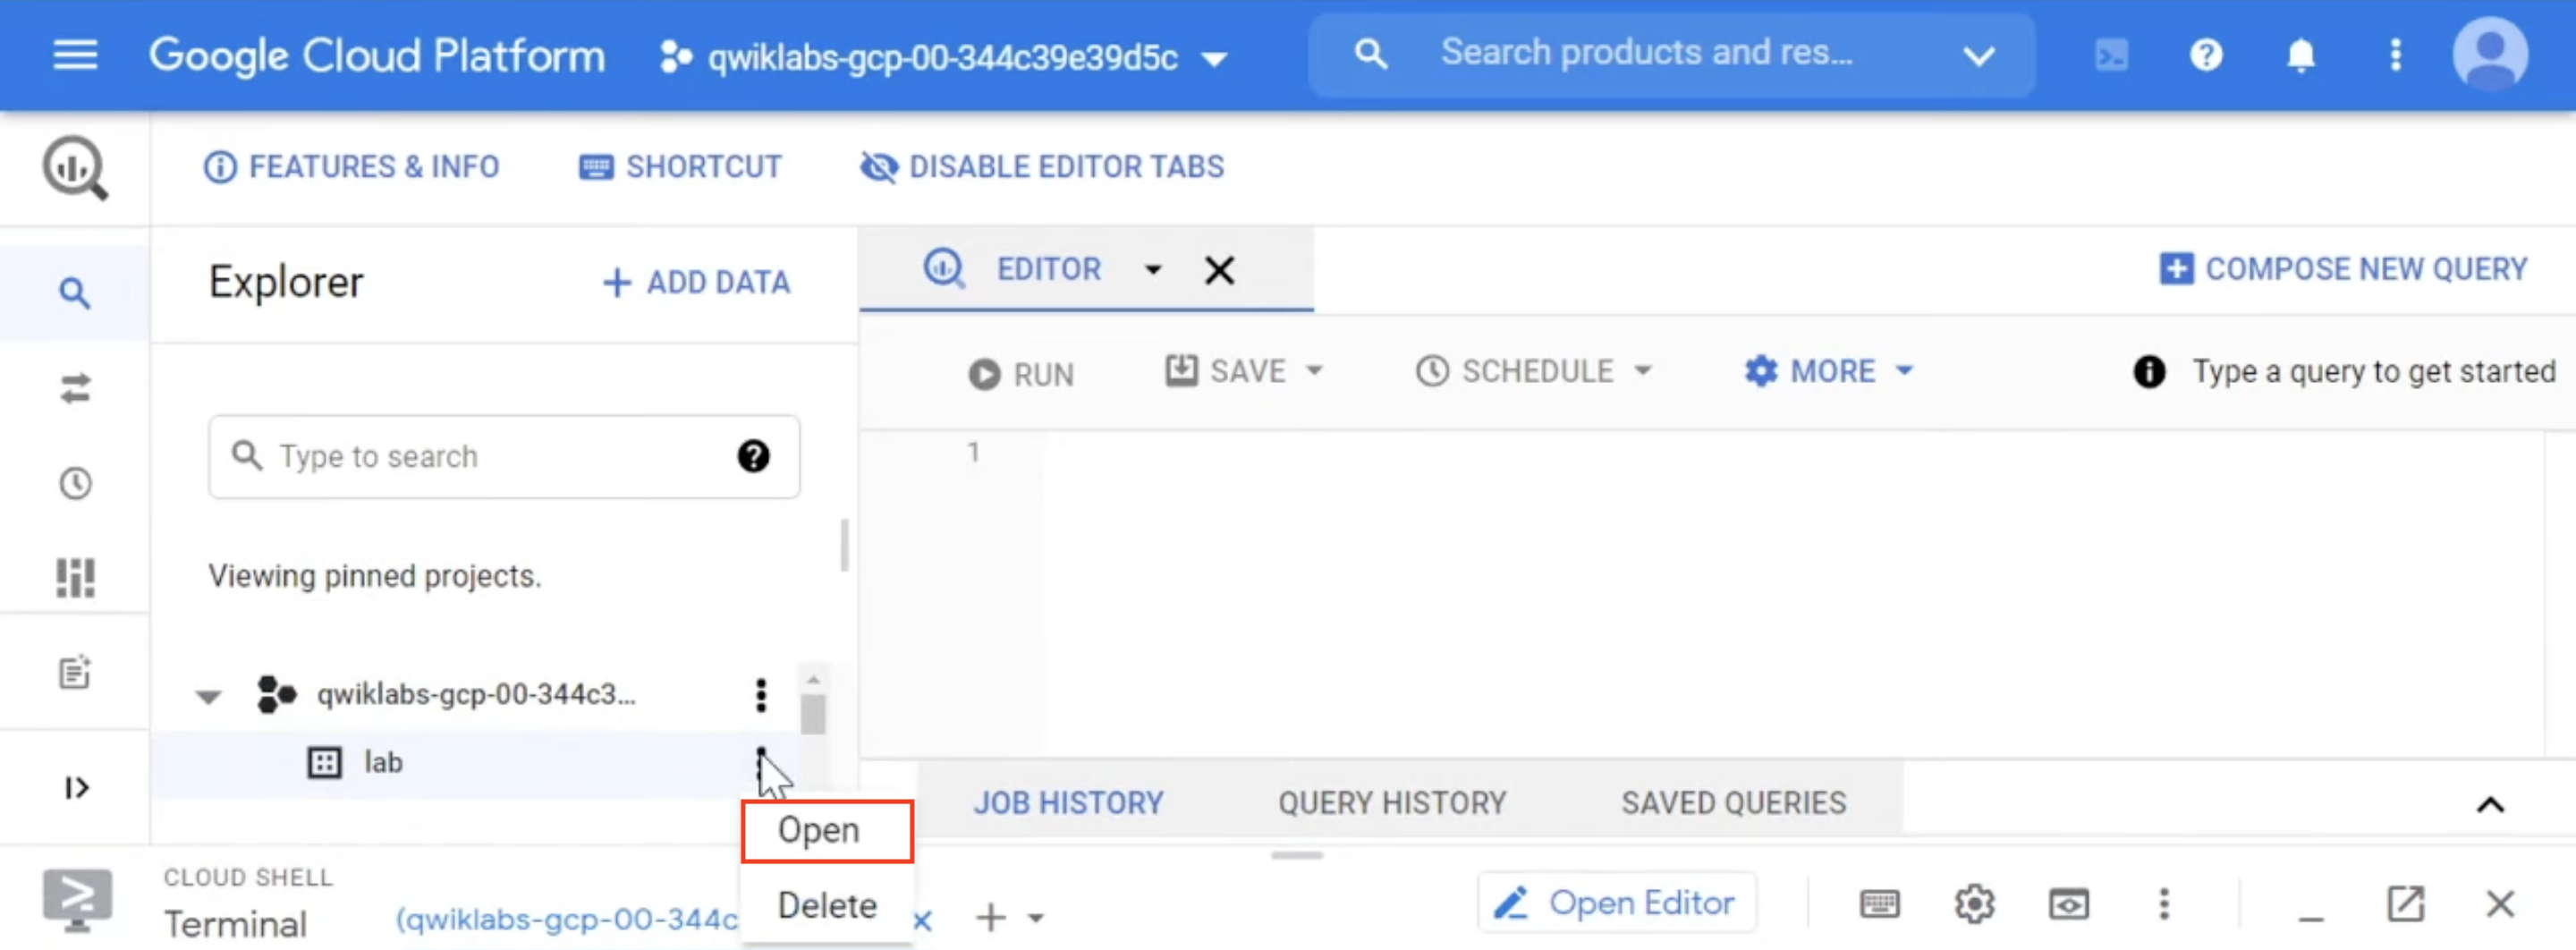 Google Cloud Platform
qwiklabs-gcp-00-344c39e39d5c
Search products and res...
FEATURES & INFO
SHORTCUT
DISABLE EDITOR TABS
Explorer
+ ADD DATA
EDITOR
COMPOSE NEW QUERY
RUN
SAVE
SCHEDULE
MORE
Type a query to get started
Type to search
1
Viewing pinned projects.
qwiklabs-gcp-00-344c3...
lab
Open
Delete
JOB HISTORY
QUERY HISTORY
SAVED QUERIES
CLOUD SHELL
Terminal
(qwiklabs-gcp-00-344c
Open Editor